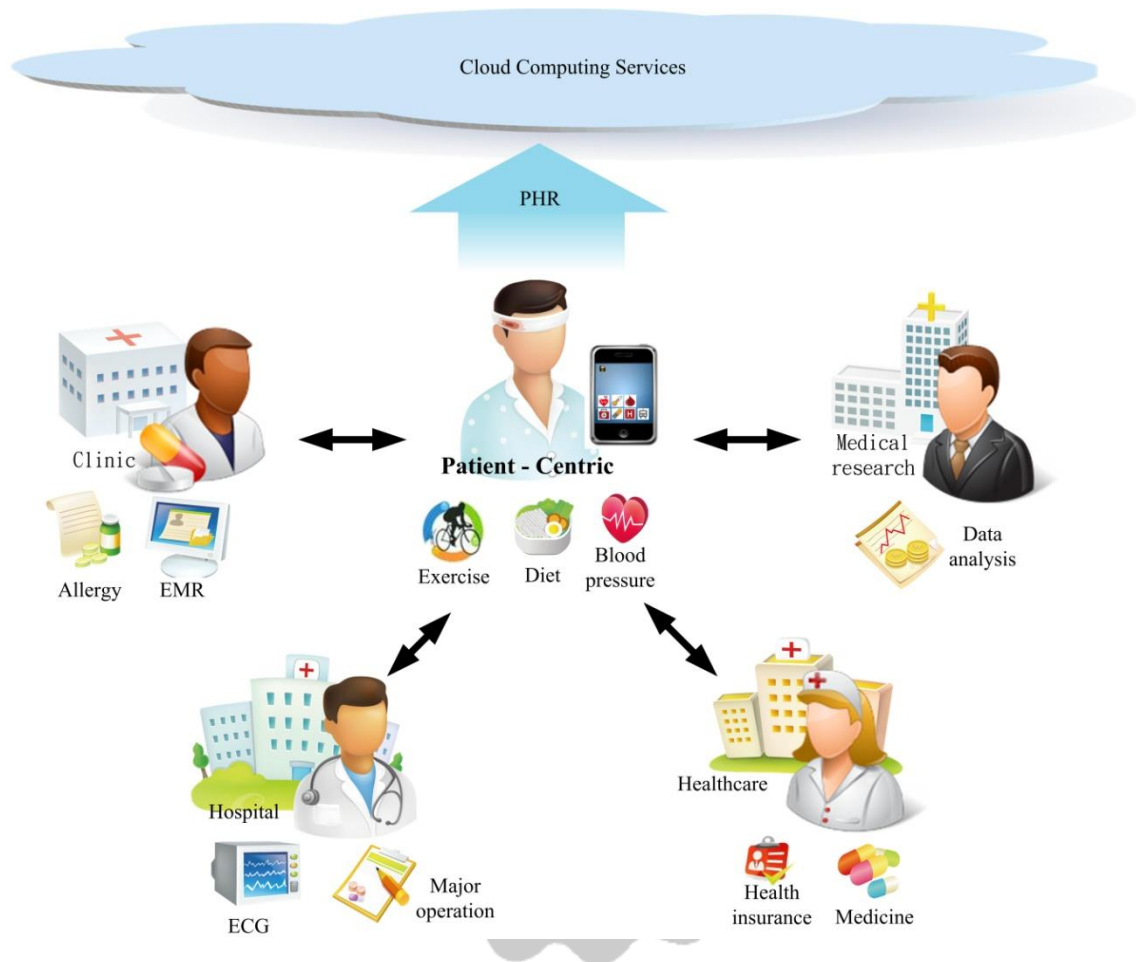 Cloud Computing Services
PHR
Clinic
Patient - Centric
Medical
research
Allergy
EMR
Exercise
Diet
Blood
pressure
Data
analysis
Hospital
Healthcare
ECG
Major
operation
Health
insurance
Medicine